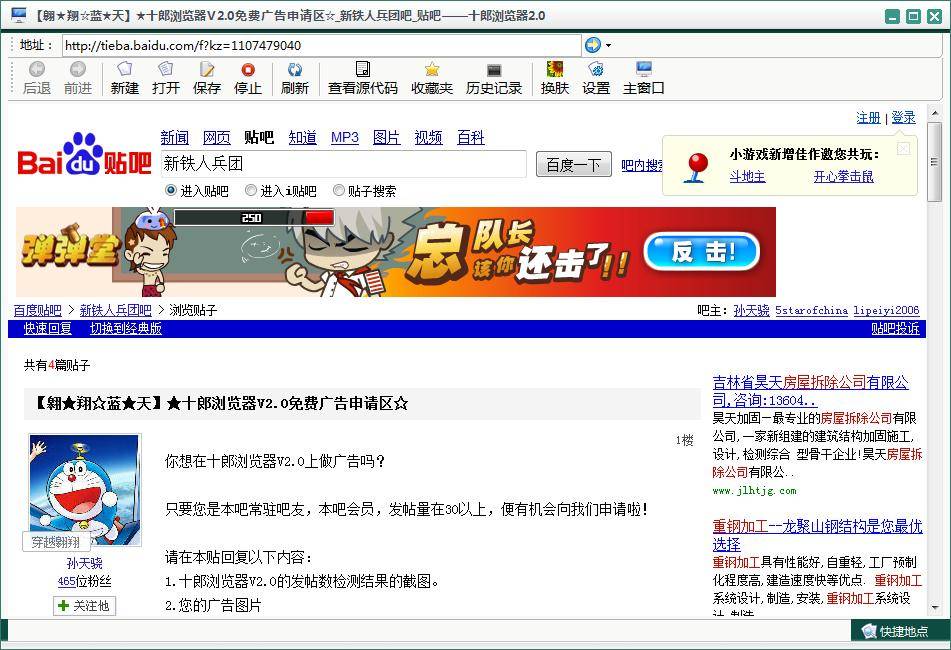 【翱★翔☆蓝★天】★十郎浏览器V2.0免费广告申请区☆_新铁人兵团吧_贴吧——十郎浏览器2.0
地址： http://tieba.baidu.com/f?kz=1107479040
后退 前进 新建 打开 保存 停止 刷新 查看源代码 收藏夹 历史记录 换肤 设置 主窗口
注册 | 登录
新闻 网页 贴吧 知道 MP3 图片 视频 百科
Bai du 贴吧 新铁人兵团 百度一下 吧内搜索
进入贴吧 进入i贴吧 贴子搜索
小游戏新增佳作邀您共玩：
斗地主 开心拳击鼠
弹弹堂 250 总队长该你还击了!! 反 击!
百度贴吧 > 新铁人兵团吧 > 浏览贴子 吧主： 孙天骁 5starofchina lipeiyi2006
快速回复 切换到经典版 贴吧投诉
共有4篇贴子
【翱★翔☆蓝★天】★十郎浏览器V2.0免费广告申请区☆
1楼
你想在十郎浏览器V2.0上做广告吗？
只要您是本吧常驻吧友，本吧会员，发帖量在30以上，便有机会向我们申请啦！
请在本贴回复以下内容：
1.十郎浏览器V2.0的发帖数检测结果的截图。
2.您的广告图片
穿越翱翔
孙天骁
465位粉丝
关注他
吉林省昊天房屋拆除公司有限公
司,咨询:13604..
昊天加固一最专业的房屋拆除公司有限
公司,一家新组建的建筑结构加固施工,
设计,检测综合 型骨干企业!昊天房屋拆
除公司有限公..
www.jlhtjg.com
重钢加工--龙聚山钢结构是您最优
选择
重钢加工具有性能好,自重轻,工厂预制
化程度高,建造速度快等优点. 重钢加工
系统设计,制造,安装,重钢加工系统设
快捷地点